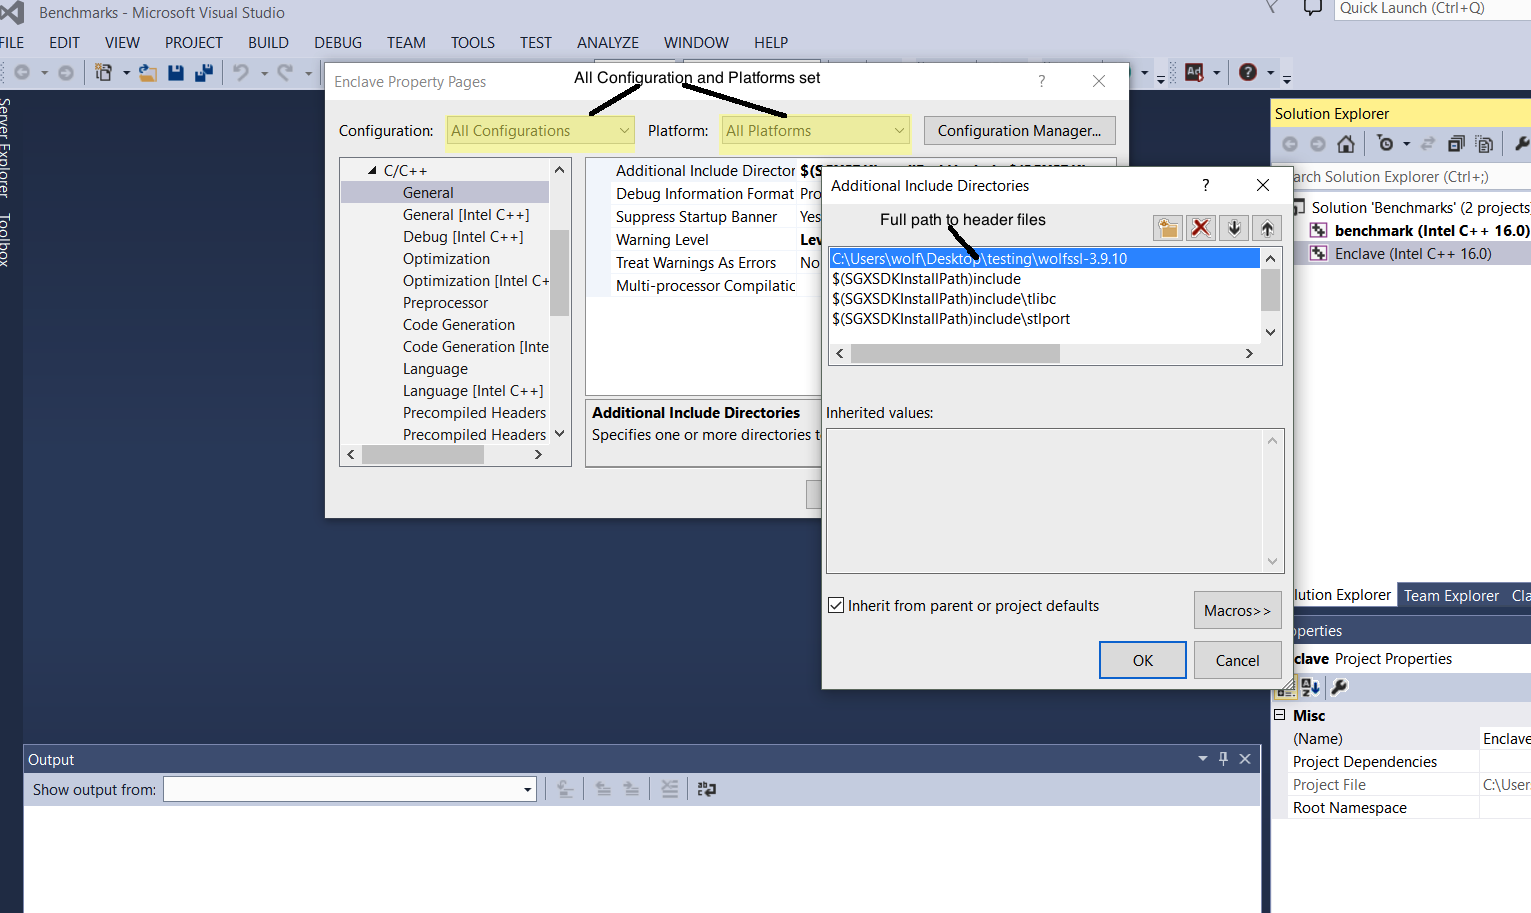 Benchmarks - Microsoft Visual Studio
Quick Launch (Ctrl+Q)
FILE EDIT VIEW PROJECT BUILD DEBUG TEAM TOOLS TEST ANALYZE WINDOW HELP
Server Explorer
Toolbox
Enclave Property Pages
All Configuration and Platforms set
?
Configuration:
All Configurations
Platform:
All Platforms
Configuration Manager...
C/C++
General
General [Intel C++]
Debug [Intel C++]
Optimization
Optimization [Intel C+
Preprocessor
Code Generation
Code Generation [Inte
Language
Language [Intel C++]
Precompiled Headers
Precompiled Headers
Additional Include Director
Debug Information Format Pro
Suppress Startup Banner Yes
Warning Level Lev
Treat Warnings As Errors No
Multi-processor Compilatic
Additional Include Directories
Specifies one or more directories t
Additional Include Directories
?
Full path to header files
C:\Users\wolf\Desktop\testing\wolfssl-3.9.10
$(SGXSDKInstallPath)include
$(SGXSDKInstallPath)include\tlibc
$(SGXSDKInstallPath)include\stlport
Inherited values:
Inherit from parent or project defaults
Macros>>
OK
Cancel
Solution Explorer
arch Solution Explorer (Ctrl+;)
Solution 'Benchmarks' (2 projects)
benchmark (Intel C++ 16.0)
Enclave (Intel C++ 16.0)
lution Explorer Team Explorer Cla
operties
clave Project Properties
Misc
(Name) Enclave
Project Dependencies
Project File C:\User
Root Namespace
Output
Show output from: